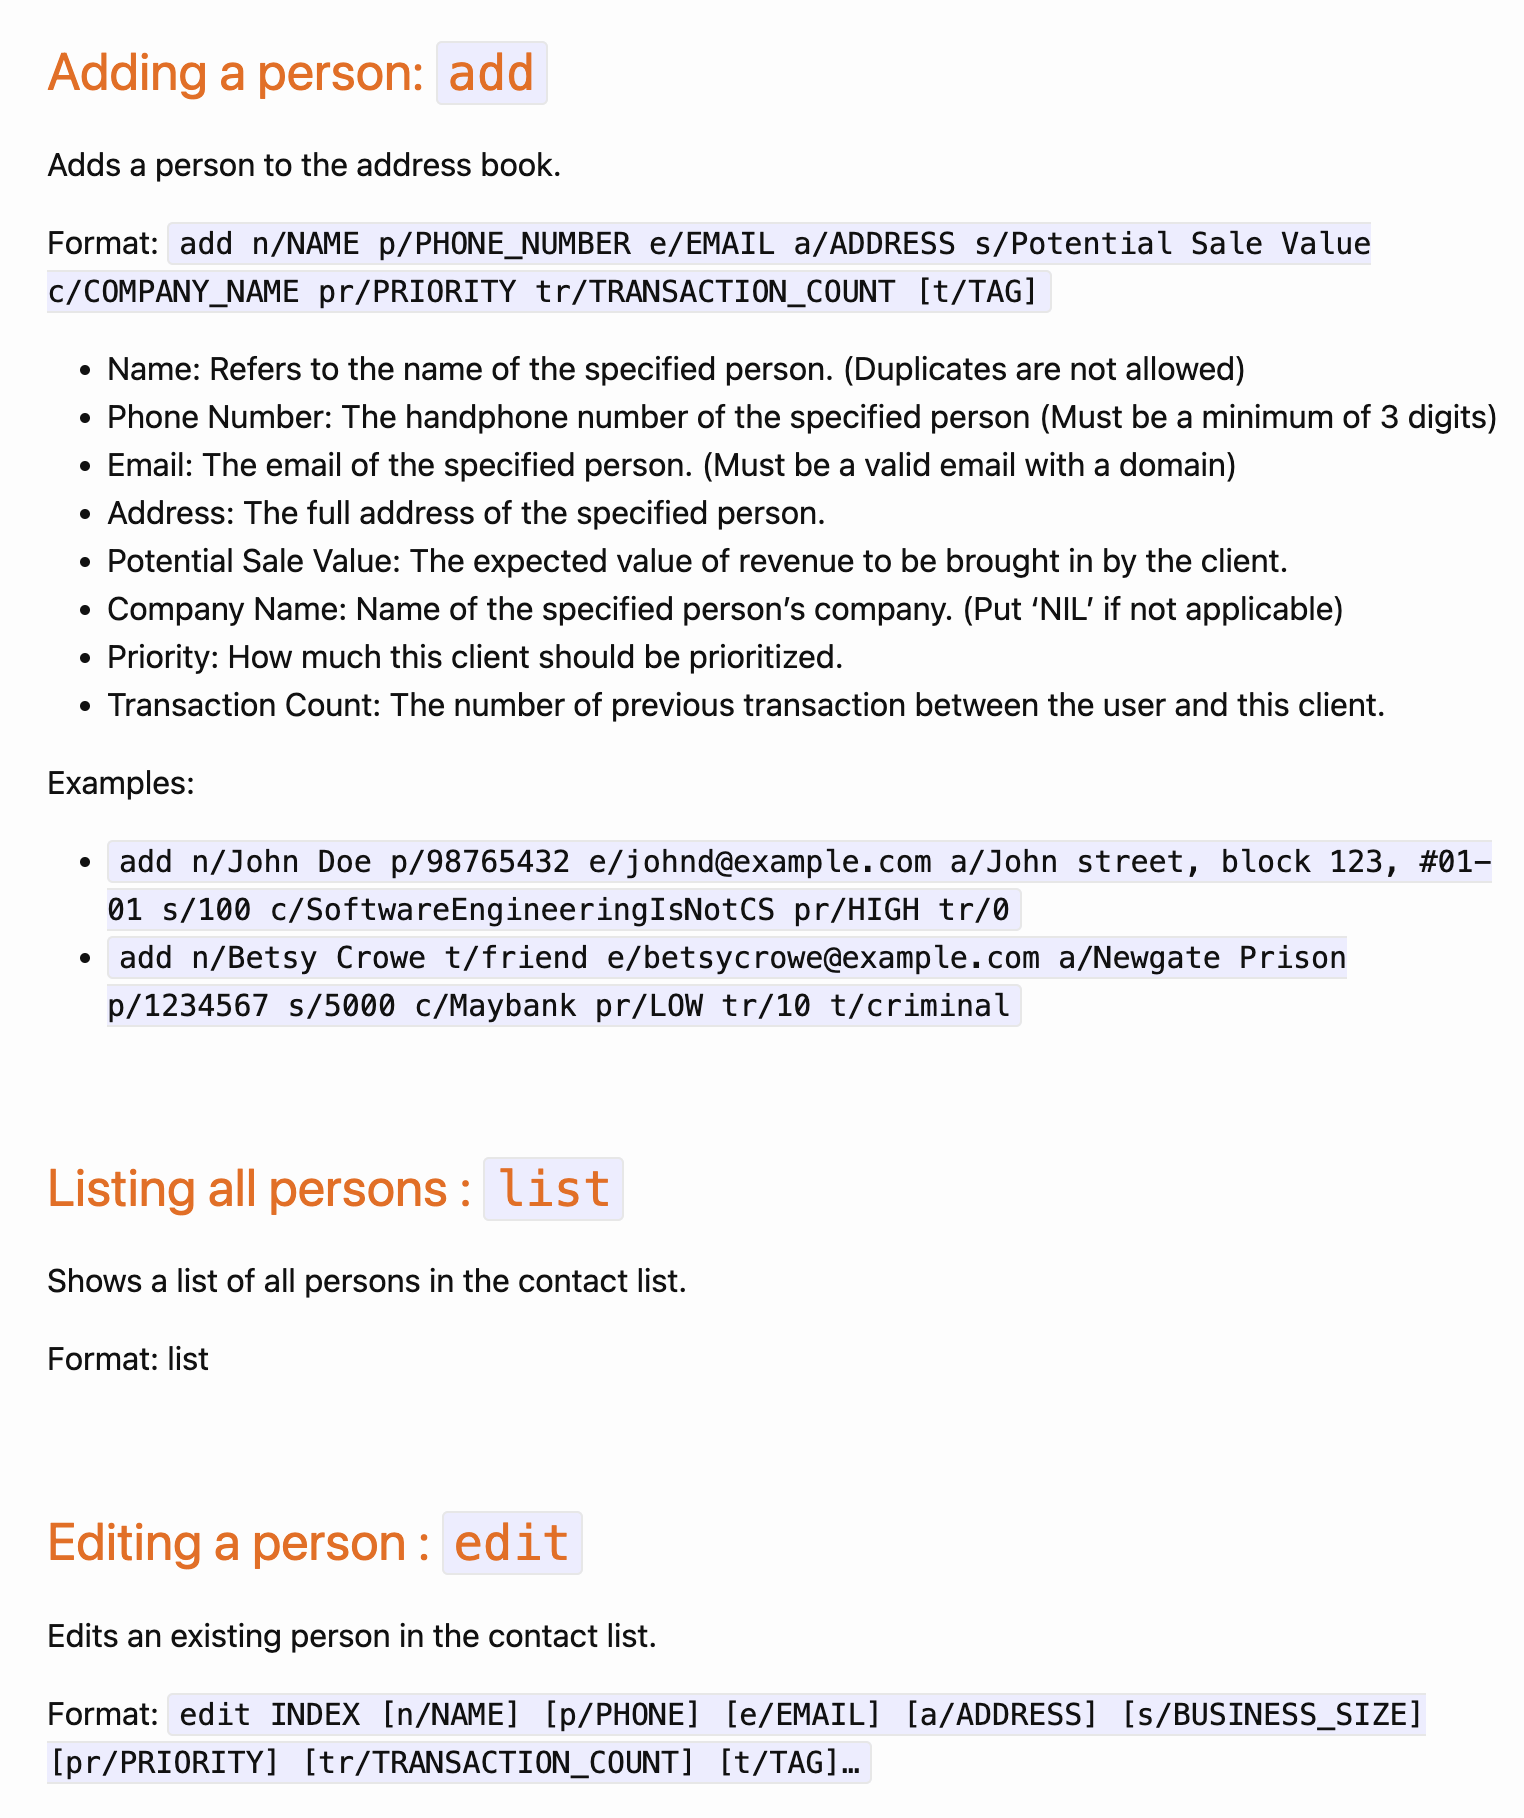 Adding a person: add
Adds a person to the address book.
Format: add n/NAME p/PHONE_NUMBER e/EMAIL a/ADDRESS s/Potential Sale Value
c/COMPANY_NAME pr/PRIORITY tr/TRANSACTION_COUNT [t/TAG]
• Name: Refers to the name of the specified person. (Duplicates are not allowed)
• Phone Number: The handphone number of the specified person (Must be a minimum of 3 digits)
• Email: The email of the specified person. (Must be a valid email with a domain)
• Address: The full address of the specified person.
• Potential Sale Value: The expected value of revenue to be brought in by the client.
• Company Name: Name of the specified person’s company. (Put ‘NIL’ if not applicable)
• Priority: How much this client should be prioritized.
• Transaction Count: The number of previous transaction between the user and this client.
Examples:
• add n/John Doe p/98765432 e/johnd@example.com a/John street, block 123, #01-
01 s/100 c/SoftwareEngineeringIsNotCS pr/HIGH tr/0
• add n/Betsy Crowe t/friend e/betsycrowe@example.com a/Newgate Prison
p/1234567 s/5000 c/Maybank pr/LOW tr/10 t/criminal
Listing all persons : list
Shows a list of all persons in the contact list.
Format: list
Editing a person : edit
Edits an existing person in the contact list.
Format: edit INDEX [n/NAME] [p/PHONE] [e/EMAIL] [a/ADDRESS] [s/BUSINESS_SIZE]
[pr/PRIORITY] [tr/TRANSACTION_COUNT] [t/TAG]…